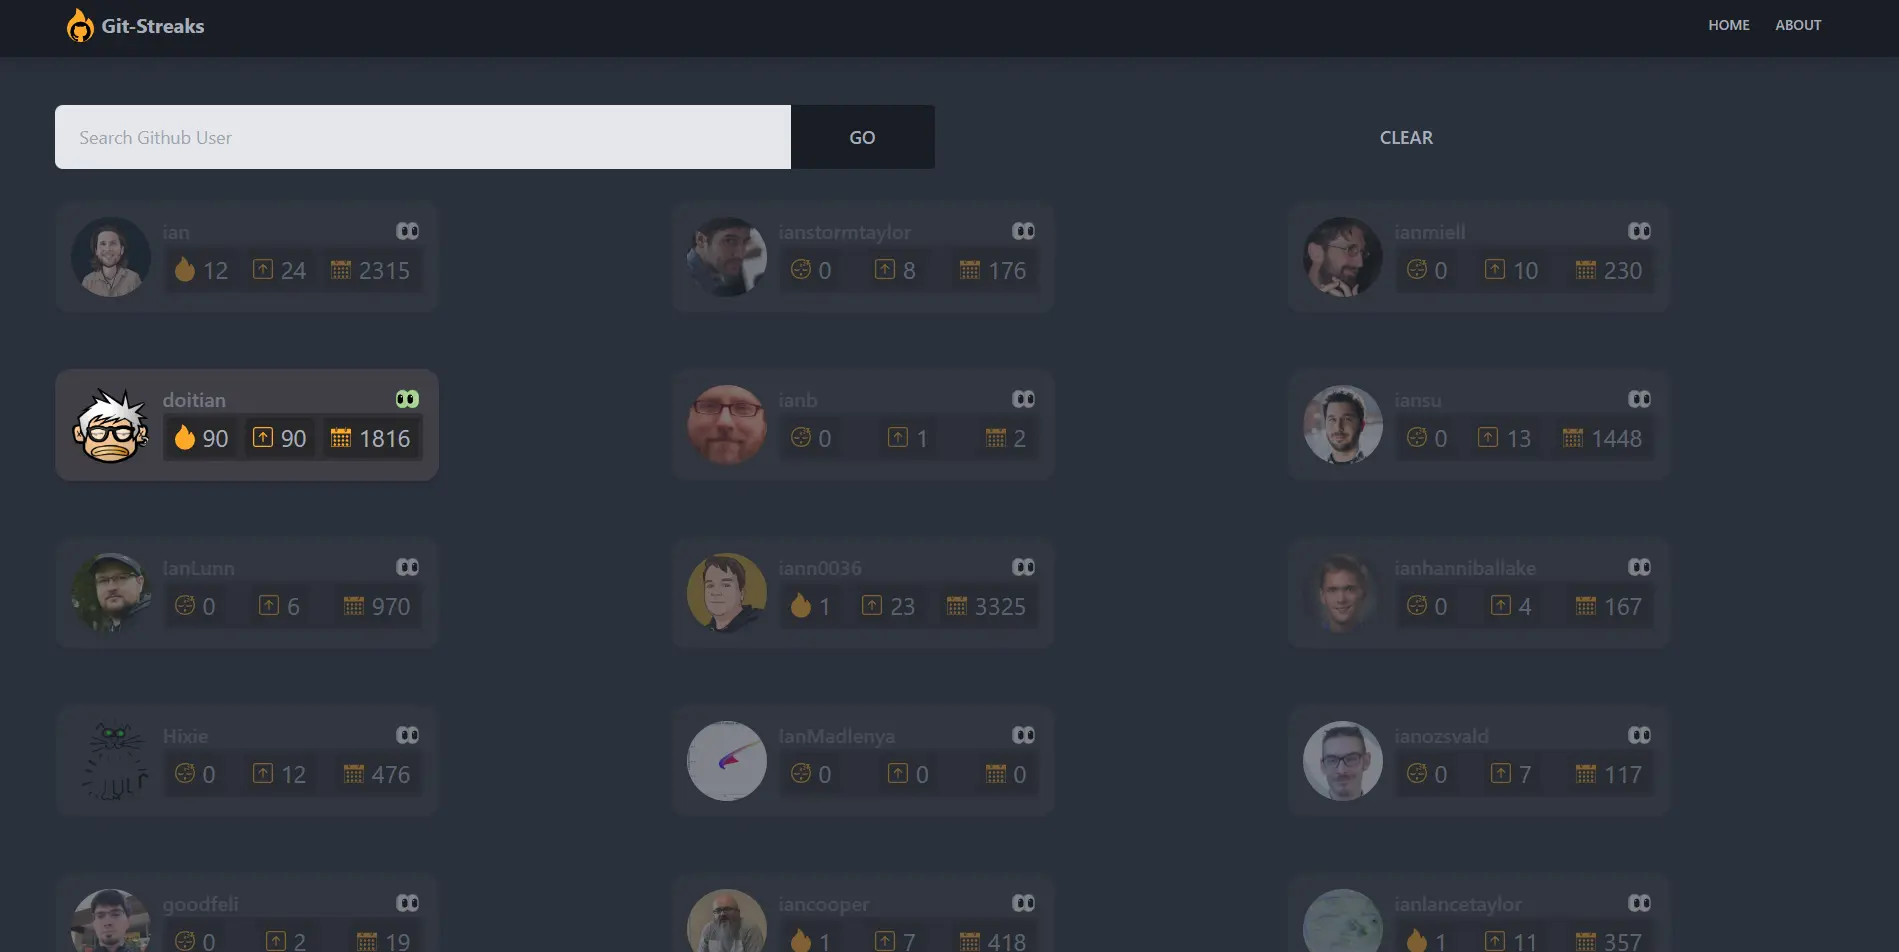 Git-Streaks
HOME ABOUT
Search Github User GO CLEAR
ian
12 24 2315
ianstormtaylor
0 8 176
ianmiell
0 10 230
doitian
90 90 1816
ianb
0 1 2
iansu
0 13 1448
IanLunn
0 6 970
iann0036
1 23 3325
ianhanniballake
0 4 167
Hixie
0 12 476
IanMadlenya
0 0 0
ianozsvald
0 7 117
goodfeli
0 2 19
iancooper
1 7 418
ianlancetaylor
1 11 357